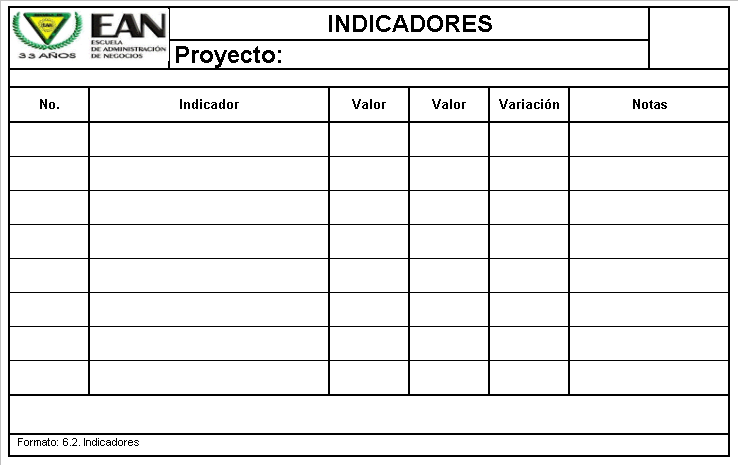 EAN
ESCUELA
DE ADMINISTRACIÓN
DE NEGOCIOS
33 AÑOS
INDICADORES
Proyecto:
No. Indicador Valor Valor Variación Notas
Formato: 6.2. Indicadores